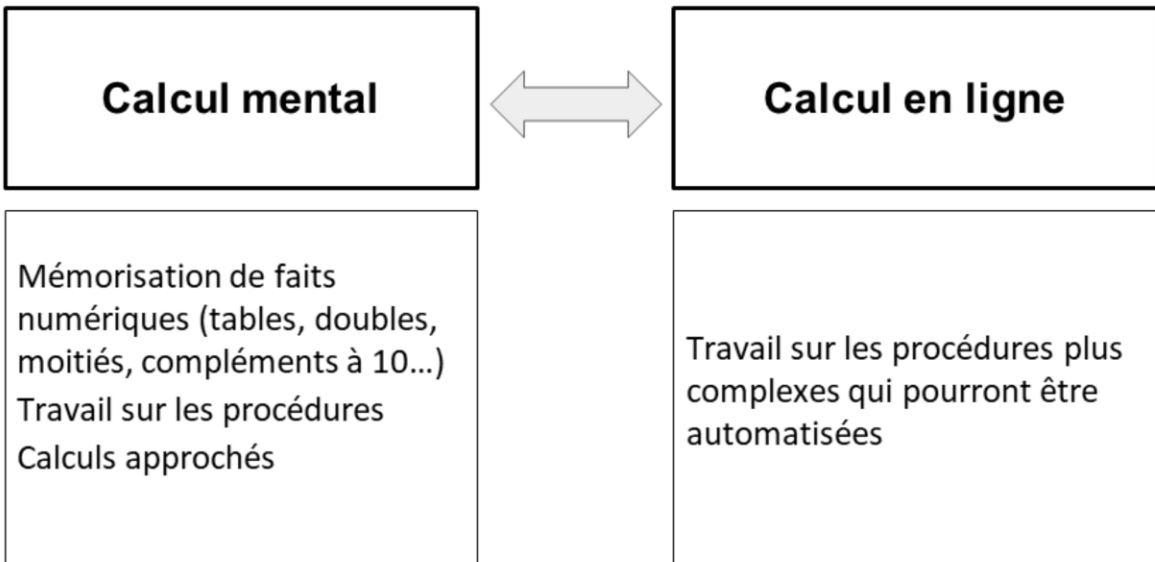 Calcul mental
Calcul en ligne
Mémorisation de faits
numériques (tables, doubles,
moitiés, compléments à 10…)
Travail sur les procédures
Calculs approchés
Travail sur les procédures plus
complexes qui pourront être
automatisées